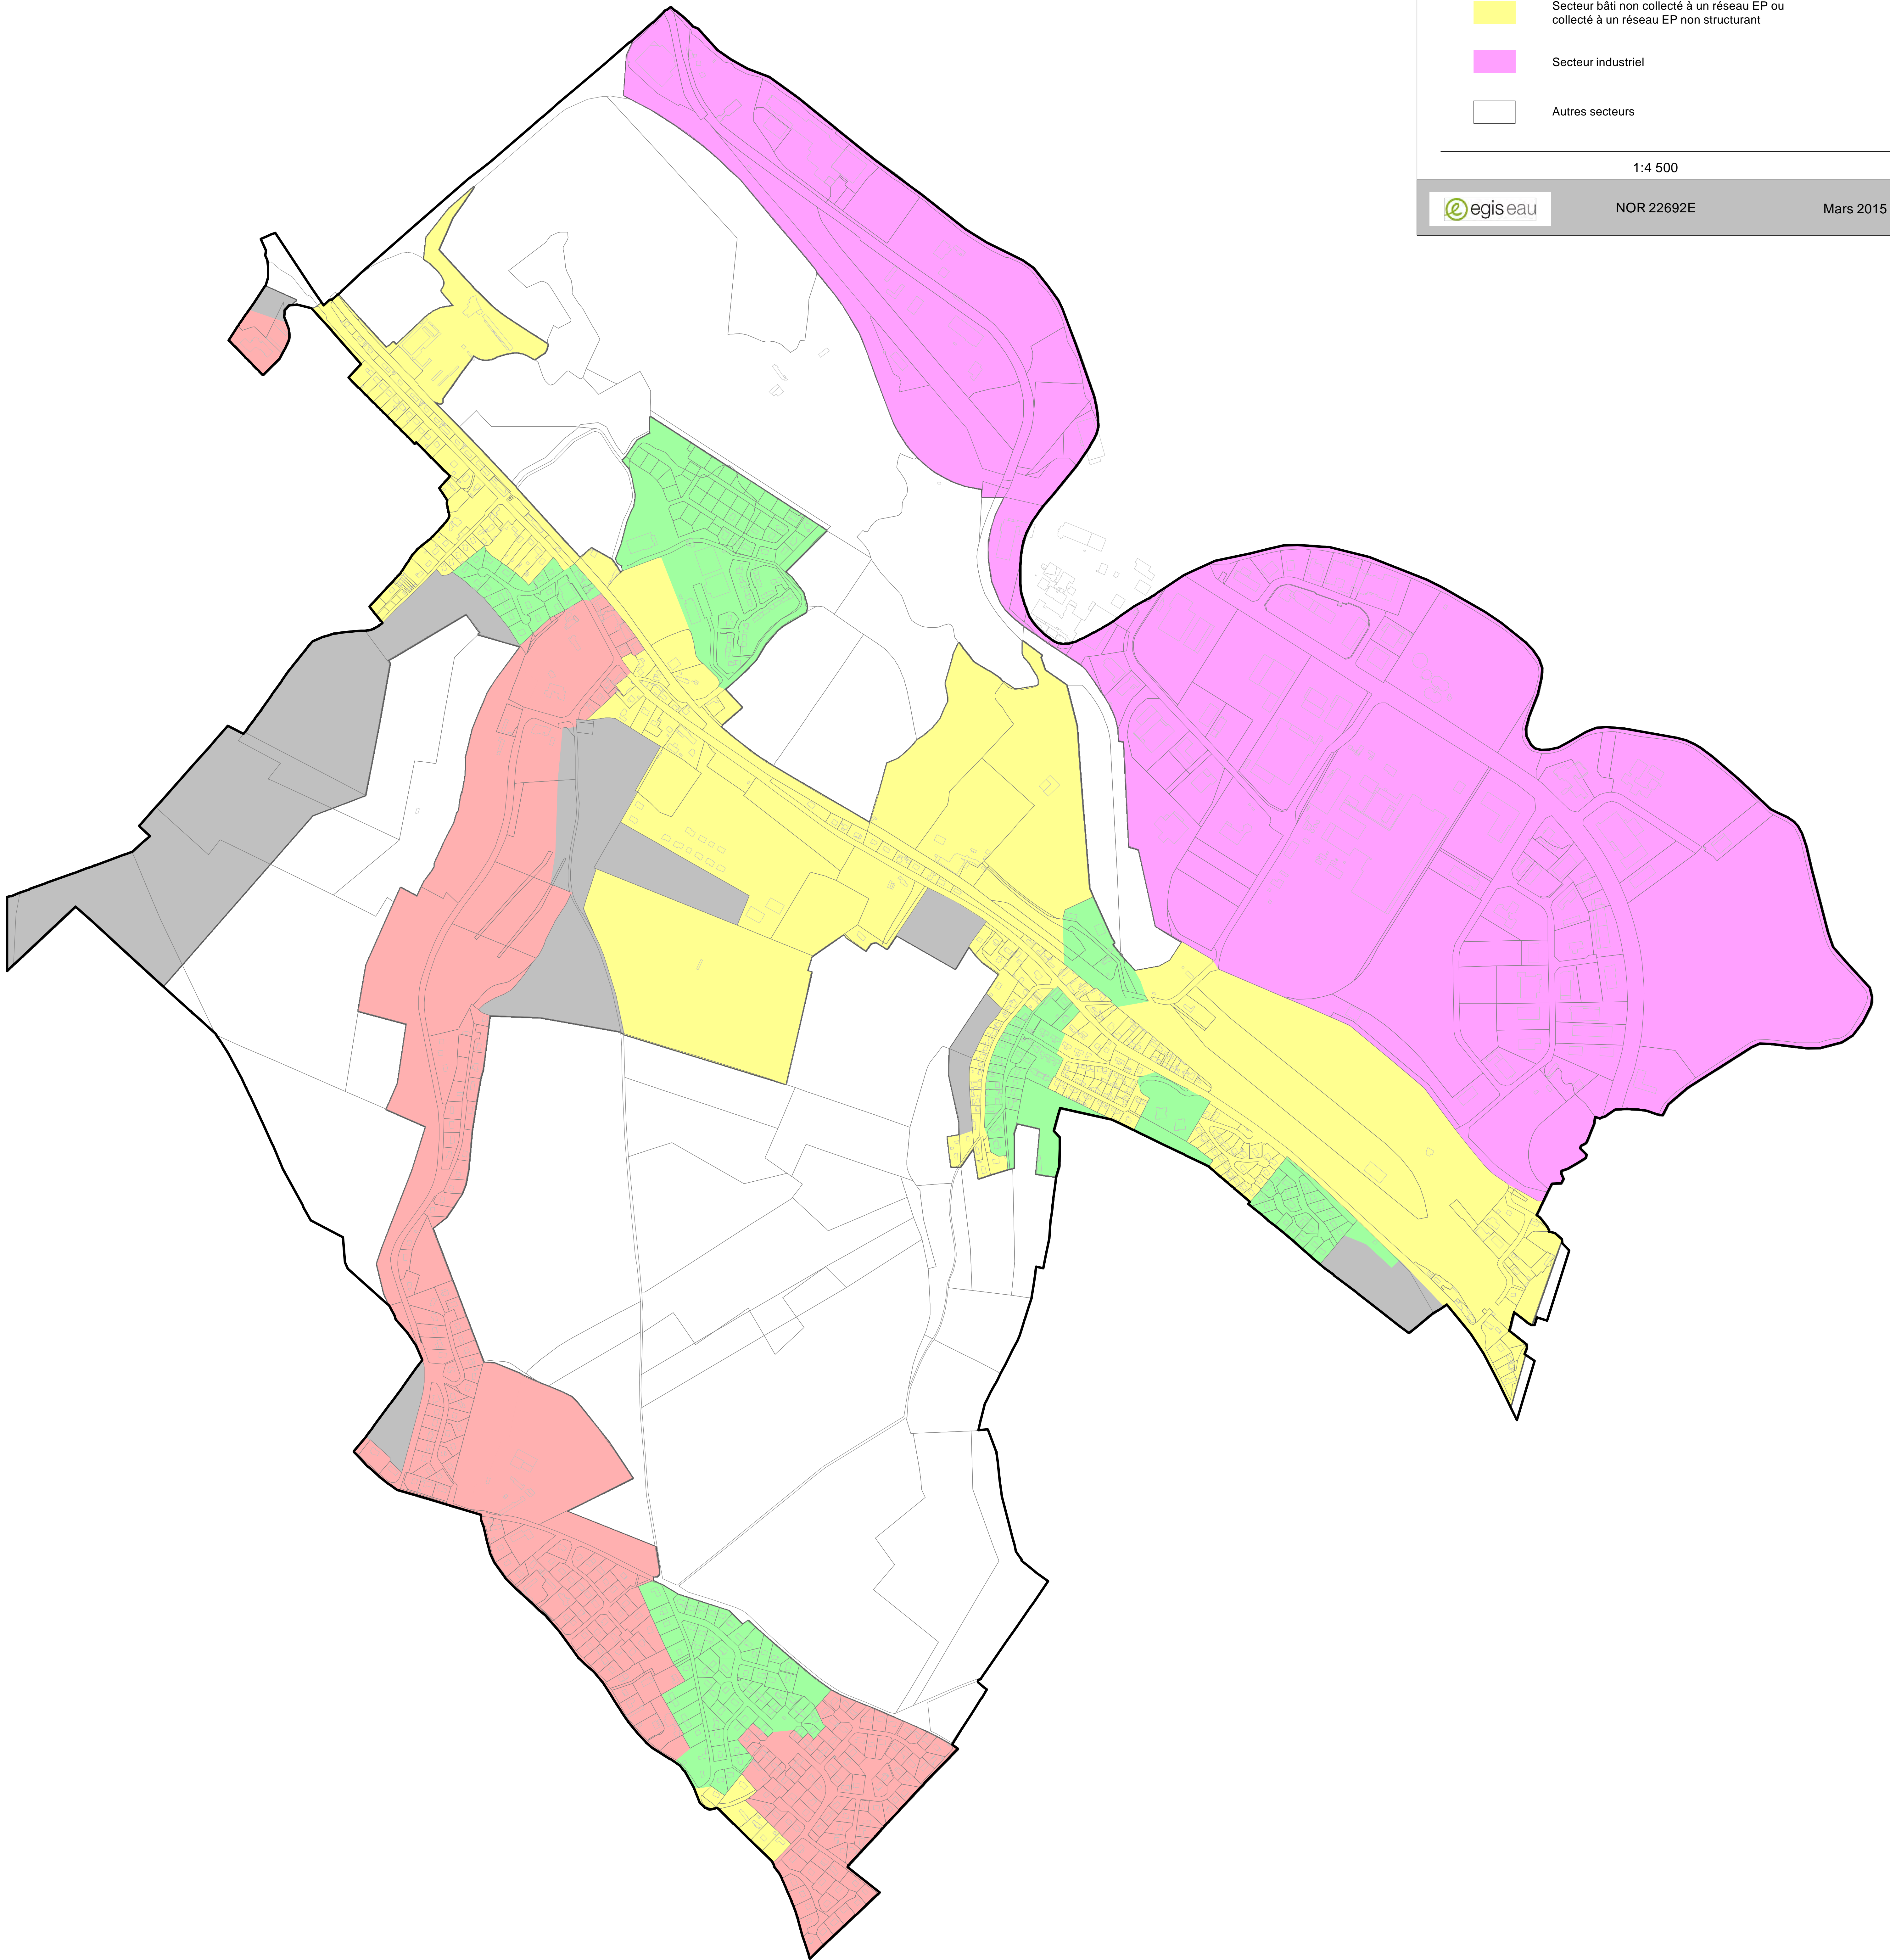 Secteur bâti non collecté à un réseau EP ou
collecté à un réseau EP non structurant
Secteur industriel
Autres secteurs
1:4 500
egis eau
NOR 22692E
Mars 2015